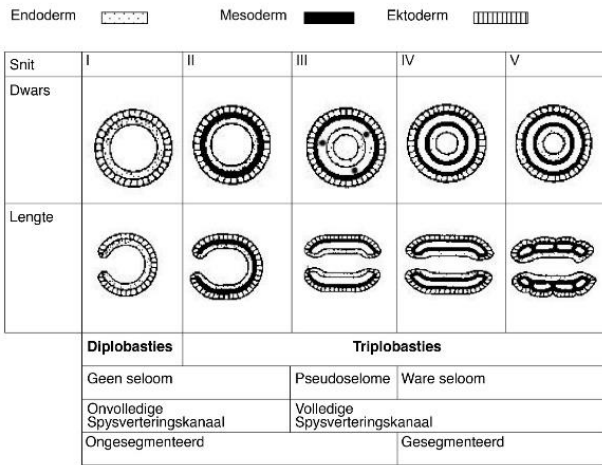 Endoderm Mesoderm Ektoderm
Snit I II III IV V
Dwars
Lengte
Diplobasties Triplobasties
Geen seloom Pseudoselome Ware seloom
Onvolledige Volledige
Spysverteringskanaal Spysverteringskanaal
Ongesegmenteerd Gesegmenteerd